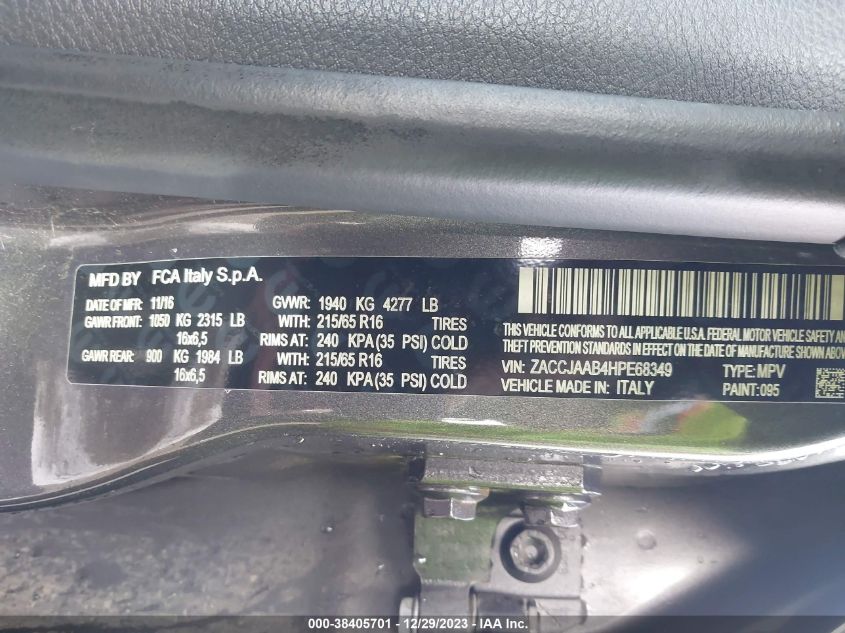 MFD BY FCA Italy S.p.A.
DATE OF MFR: 11/16 GVWR: 1940 KG 4277 LB
GAWR FRONT: 1050 KG 2315 LB WITH: 215/65 R16 TIRES
16x6,5 RIMS AT: 240 KPA (35 PSI) COLD
GAWR REAR: 900 KG 1984 LB WITH: 215/65 R16 TIRES
16x6,5 RIMS AT: 240 KPA (35 PSI) COLD
THIS VEHICLE CONFORMS TO ALL APPLICABLE U.S.A. FEDERAL MOTOR VEHICLE SAFETY AND
THEFT PREVENTION STANDARDS IN EFFECT ON THE DATE OF MANUFACTURE SHOWN ABOVE
VIN: ZACCJAAB4HPE68349 TYPE: MPV
VEHICLE MADE IN: ITALY PAINT: 095
000-38405701 - 12/29/2023 - IAA Inc.